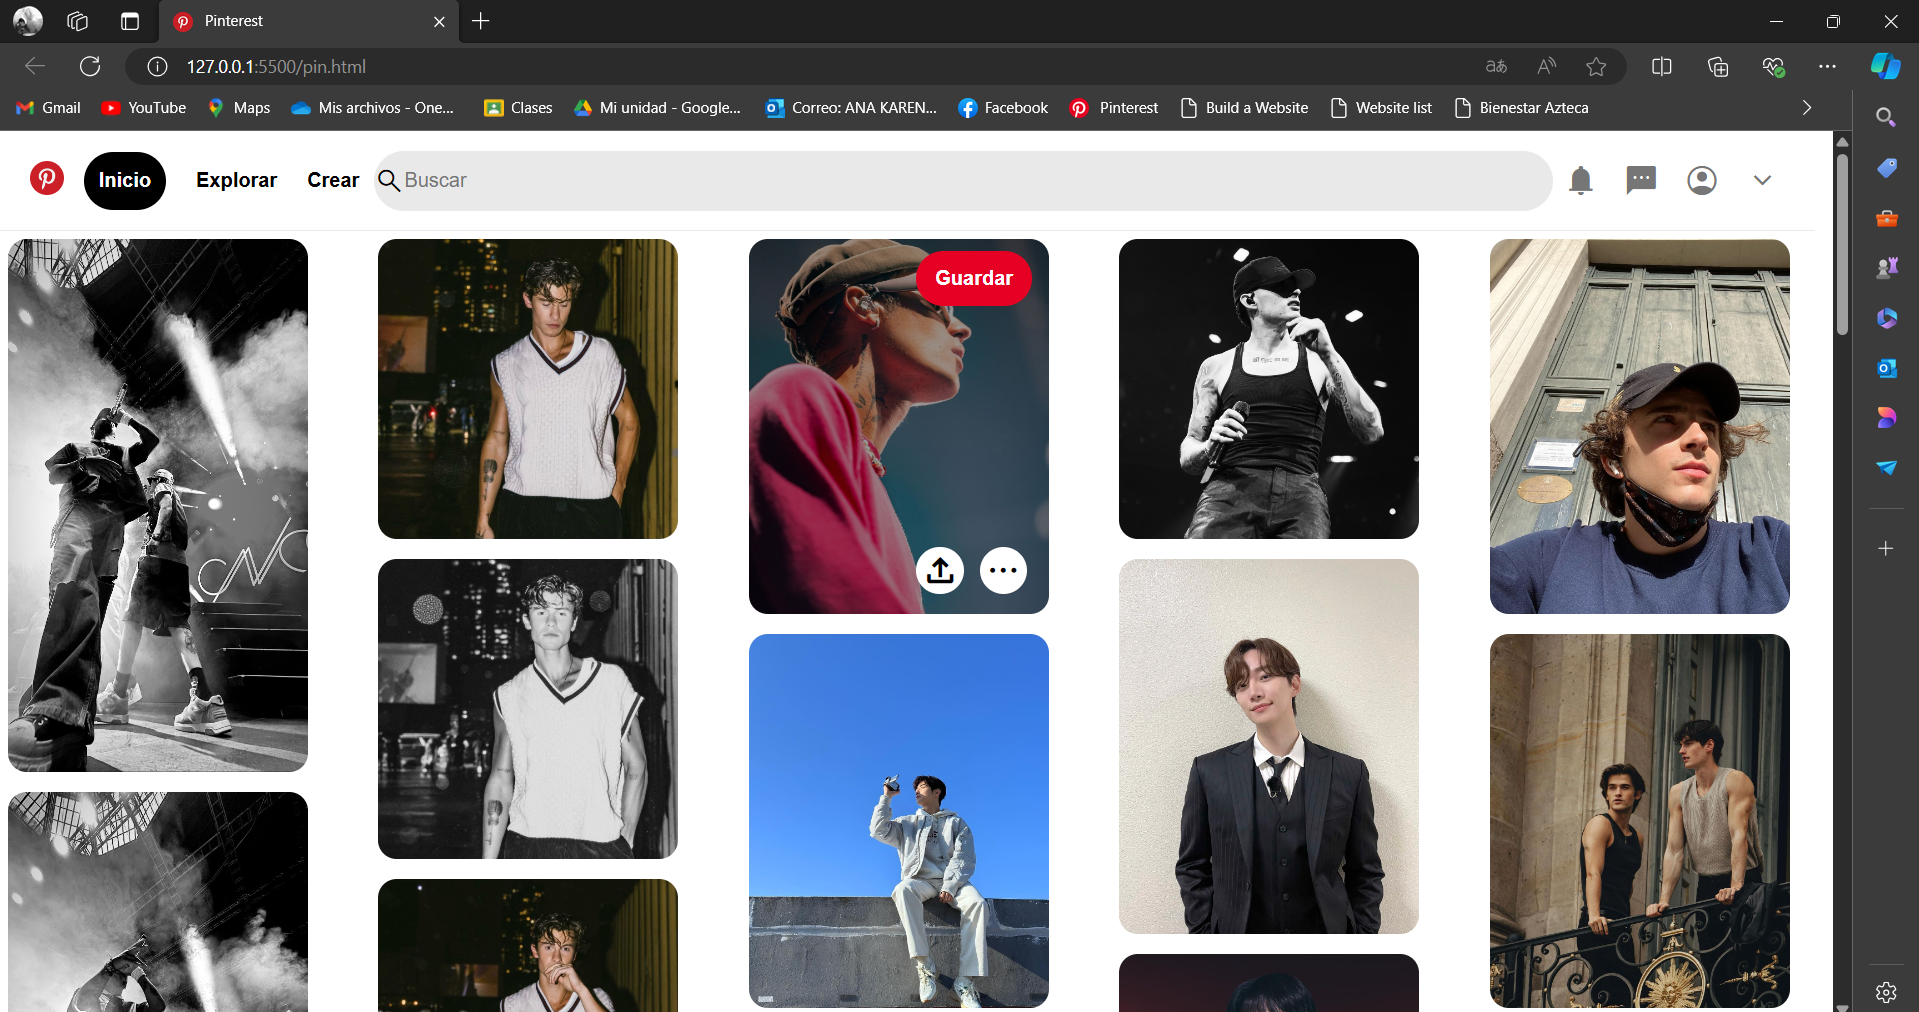 Pinterest
127.0.0.1:5500/pin.html
Gmail YouTube Maps Mis archivos - One... Clases Mi unidad - Google... Correo: ANA KAREN... Facebook Pinterest Build a Website Website list Bienestar Azteca
Inicio Explorar Crear Buscar
Guardar
CNCO